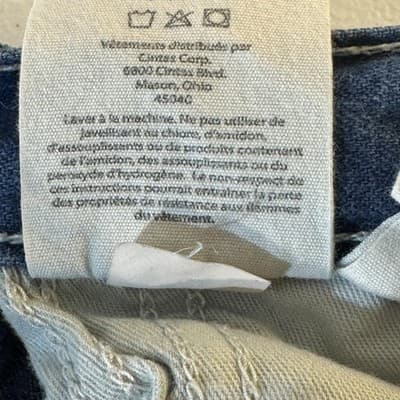 Vêtements distribués par
Cintas Corp.
6800 Cintas Blvd.
Mason, Ohio
45040
Laver à la machine. Ne pas utiliser de
javellisant au chlore, d'amidon,
d'assouplissants ou de produits contenant
de l'amidon, des assouplissants ou du
peroxyde d'hydrogène. Le non-respect de
ces instructions pourrait entraîner la perte
des propriétés de résistance aux flammes
du vêtement.